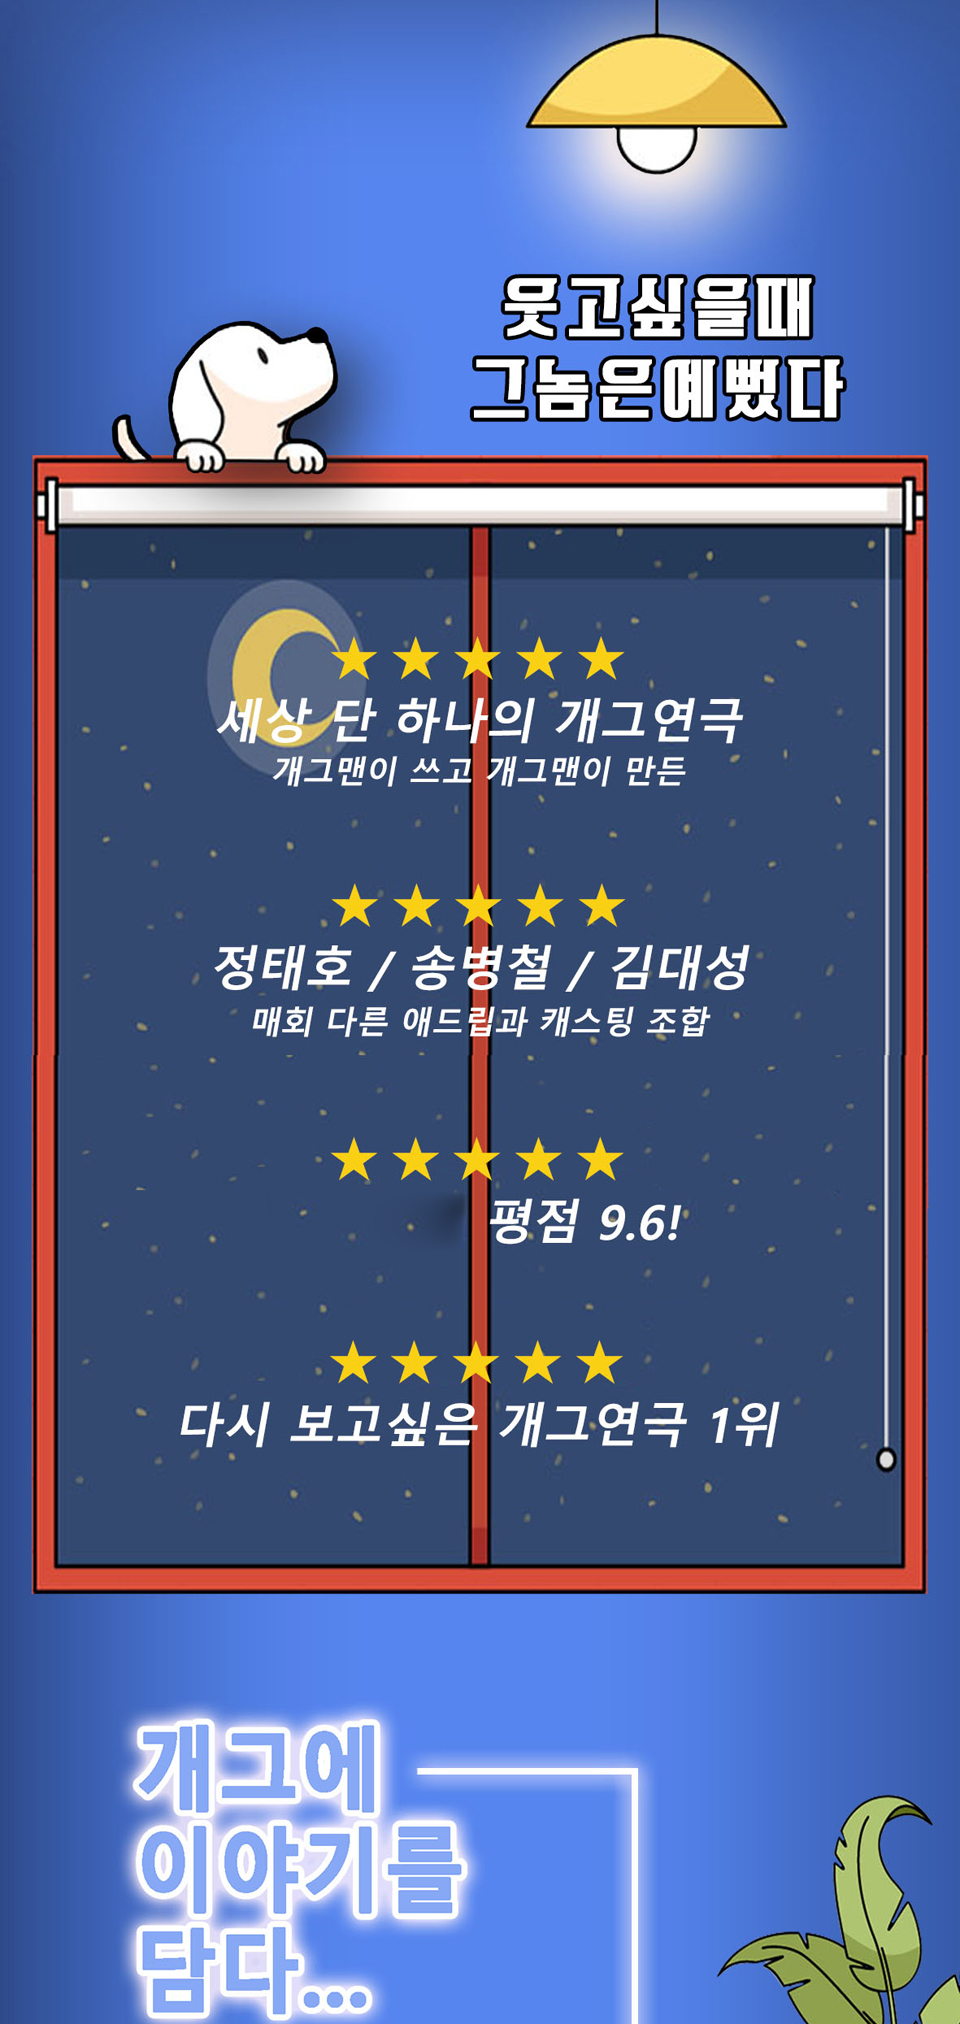 웃고싶을때
그놈은예뻤다
세상 단 하나의 개그연극
개그맨이 쓰고 개그맨이 만든
정태호 / 송병철 / 김대성
매회 다른 애드립과 캐스팅 조합
평점 9.6!
다시 보고싶은 개그연극 1위
개그에
이야기를
담다...